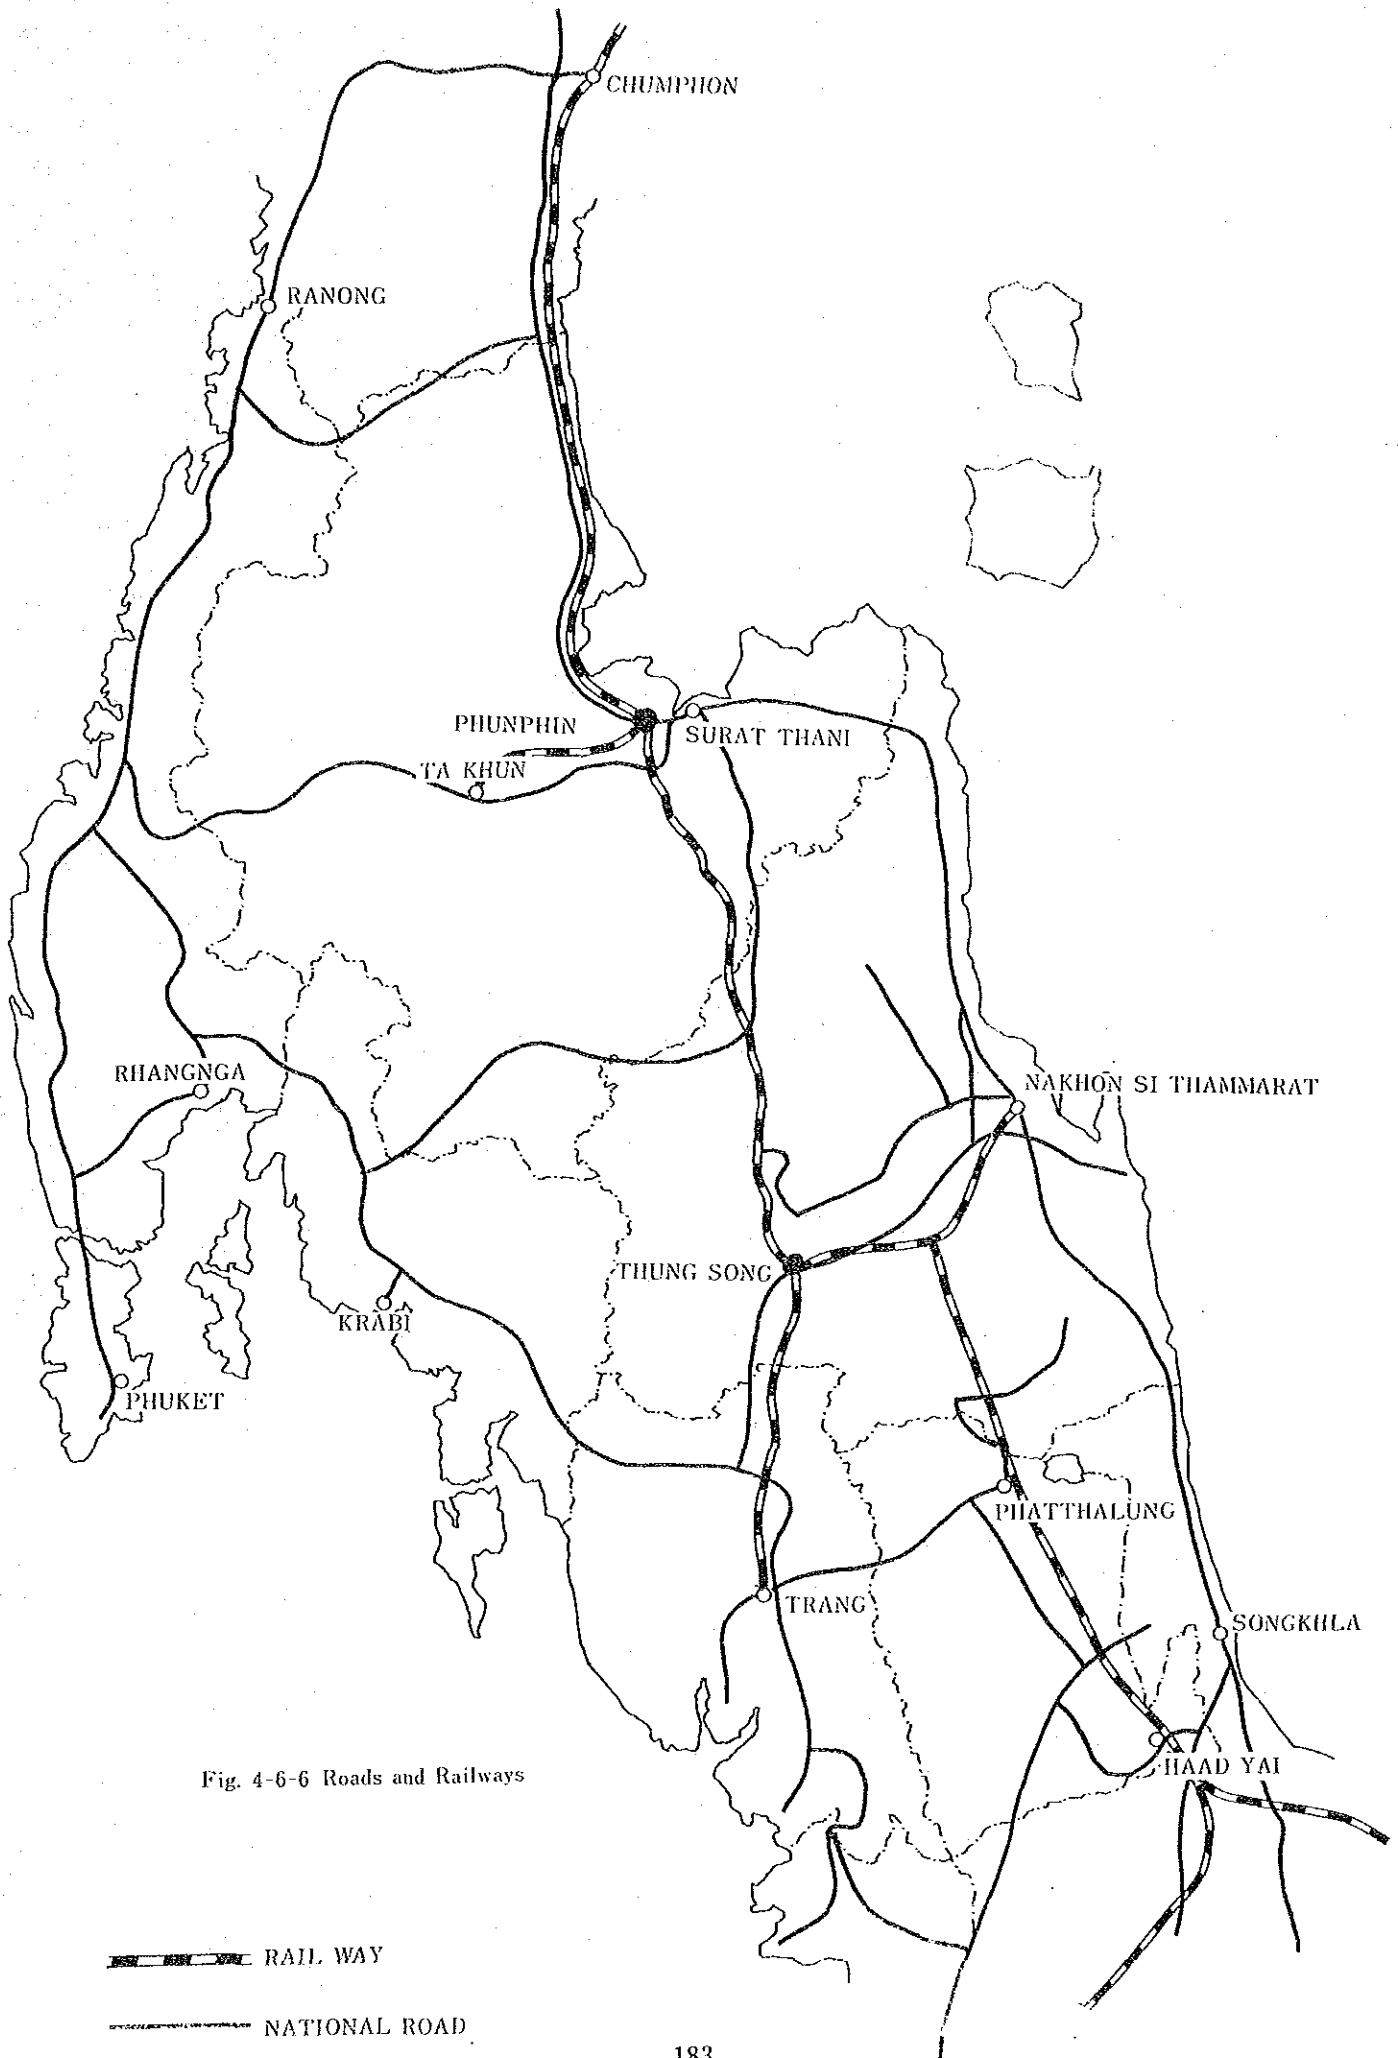 CHUMPHON
RANONG
PHUNPHIN
SURAT THANI
TA KHUN
RHANGNGA
NAKHON SI THAMMARAT
THUNG SONG
KRABI
PHUKET
PHATTHALUNG
TRANG
SONGKHLA
HAAD YAI
Fig. 4-6-6 Roads and Railways
RAIL WAY
NATIONAL ROAD
183